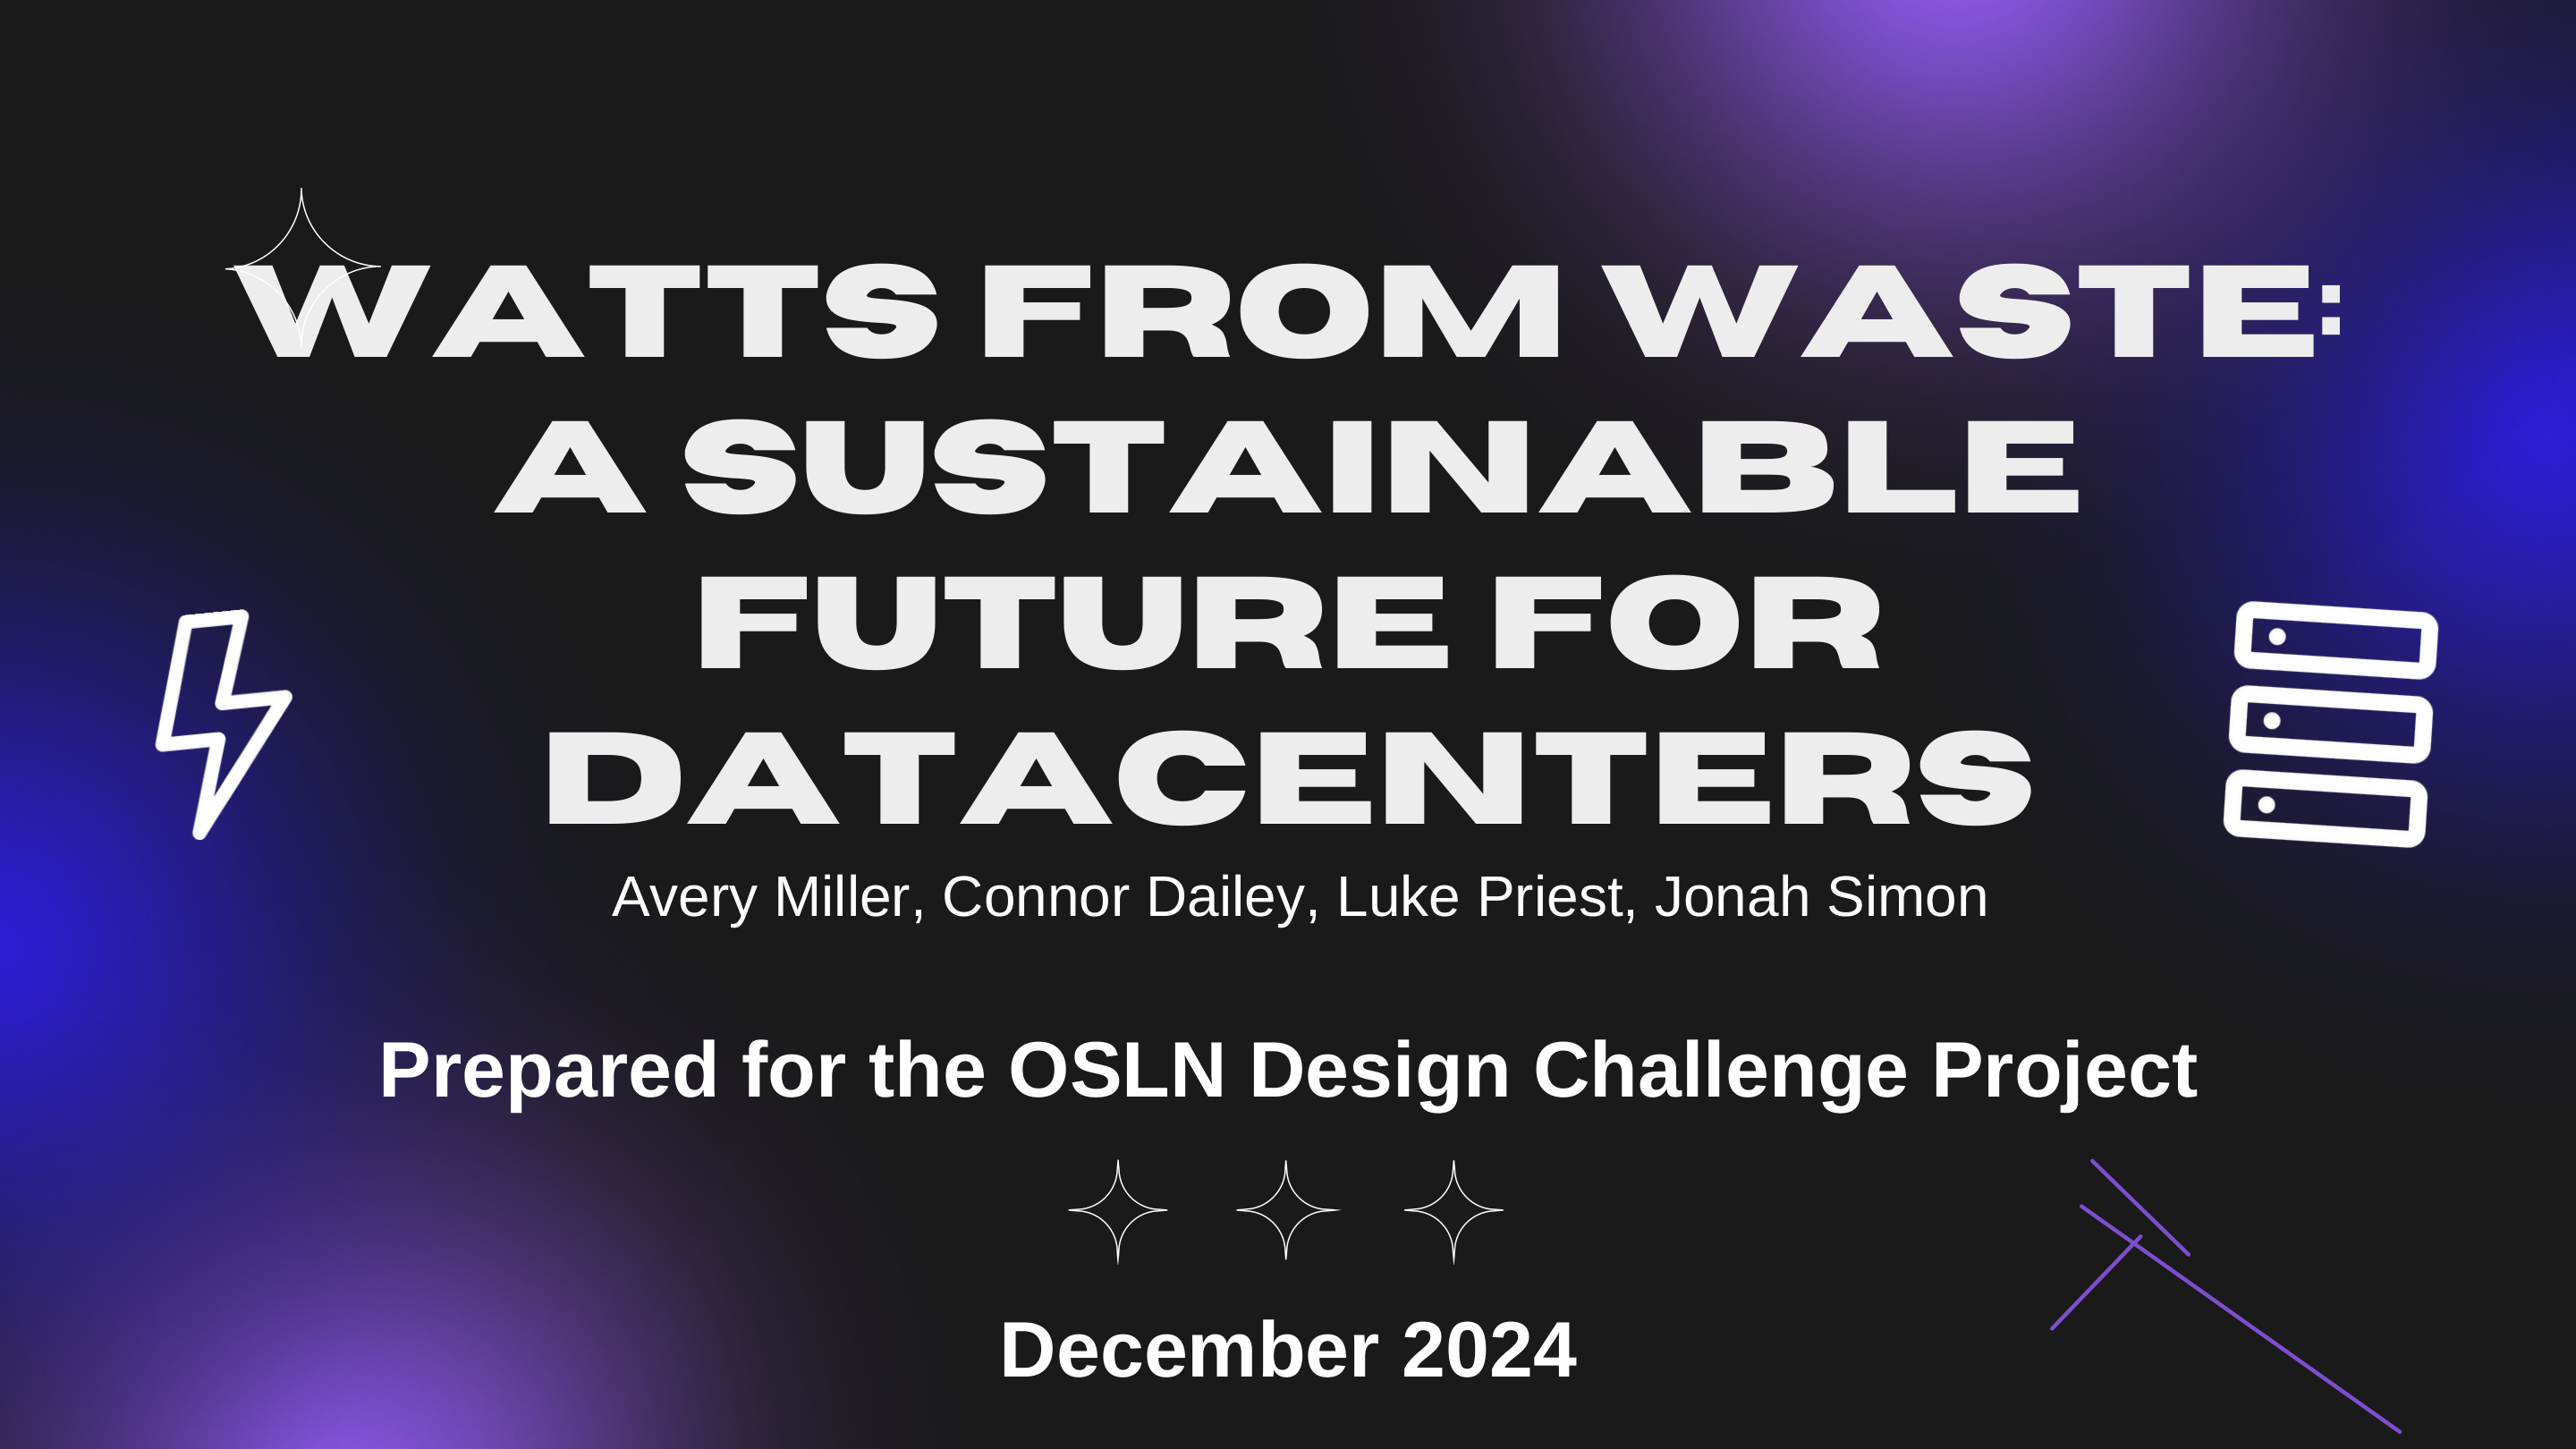 WATTS FROM WASTE:
A SUSTAINABLE
FUTURE FOR
DATACENTERS
Avery Miller, Connor Dailey, Luke Priest, Jonah Simon
Prepared for the OSLN Design Challenge Project
December 2024